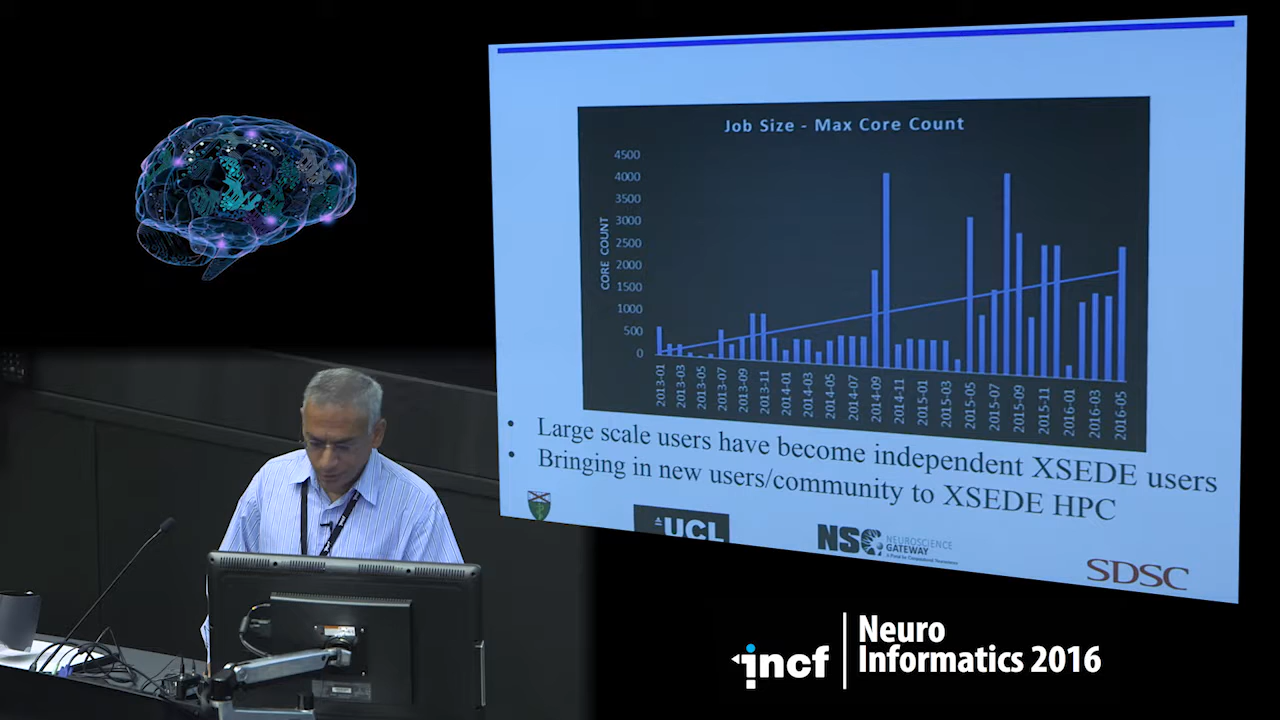 Job Size - Max Core Count
4500
4000
3500
3000
2500
2000
1500
1000
500
0
CORE COUNT
2013-01
2013-03
2013-05
2013-07
2013-09
2013-11
2014-01
2014-03
2014-05
2014-07
2014-09
2014-11
2015-01
2015-03
2015-05
2015-07
2015-09
2015-11
2016-01
2016-03
2016-05
• Large scale users have become independent XSEDE users
• Bringing in new users/community to XSEDE HPC
UCL
NSG NEUROSCIENCE
GATEWAY
A Portal for Computational Neuroscience
SDSC
incf
Neuro
Informatics 2016